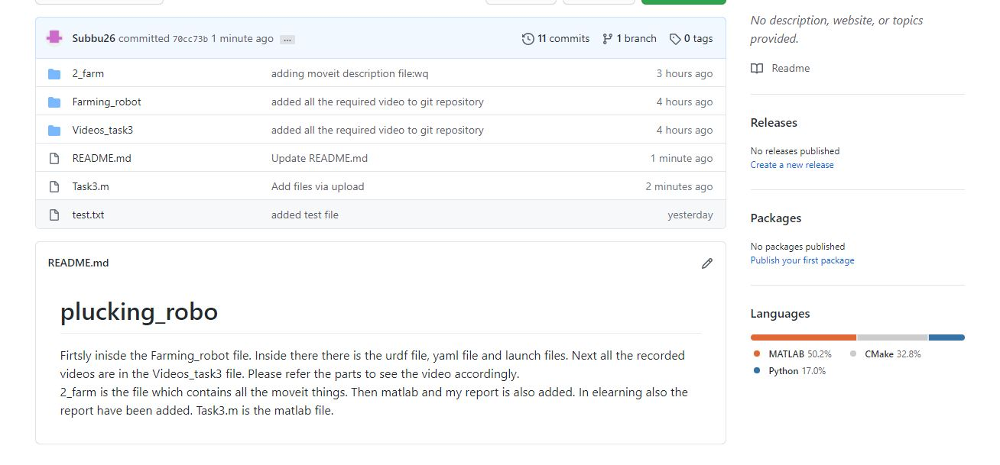 Subbu26 committed 70cc73b 1 minute ago ...
11 commits 1 branch 0 tags
2_farm adding moveit description file:wq 3 hours ago
Farming_robot added all the required video to git repository 4 hours ago
Videos_task3 added all the required video to git repository 4 hours ago
README.md Update README.md 1 minute ago
Task3.m Add files via upload 2 minutes ago
test.txt added test file yesterday
README.md
plucking_robo
Firtsly inisde the Farming_robot file. Inside there there is the urdf file, yaml file and launch files. Next all the recorded
videos are in the Videos_task3 file. Please refer the parts to see the video accordingly.
2_farm is the file which contains all the moveit things. Then matlab and my report is also added. In elearning also the
report have been added. Task3.m is the matlab file.
No description, website, or topics
provided.
Readme
Releases
No releases published
Create a new release
Packages
No packages published
Publish your first package
Languages
MATLAB 50.2% CMake 32.8%
Python 17.0%